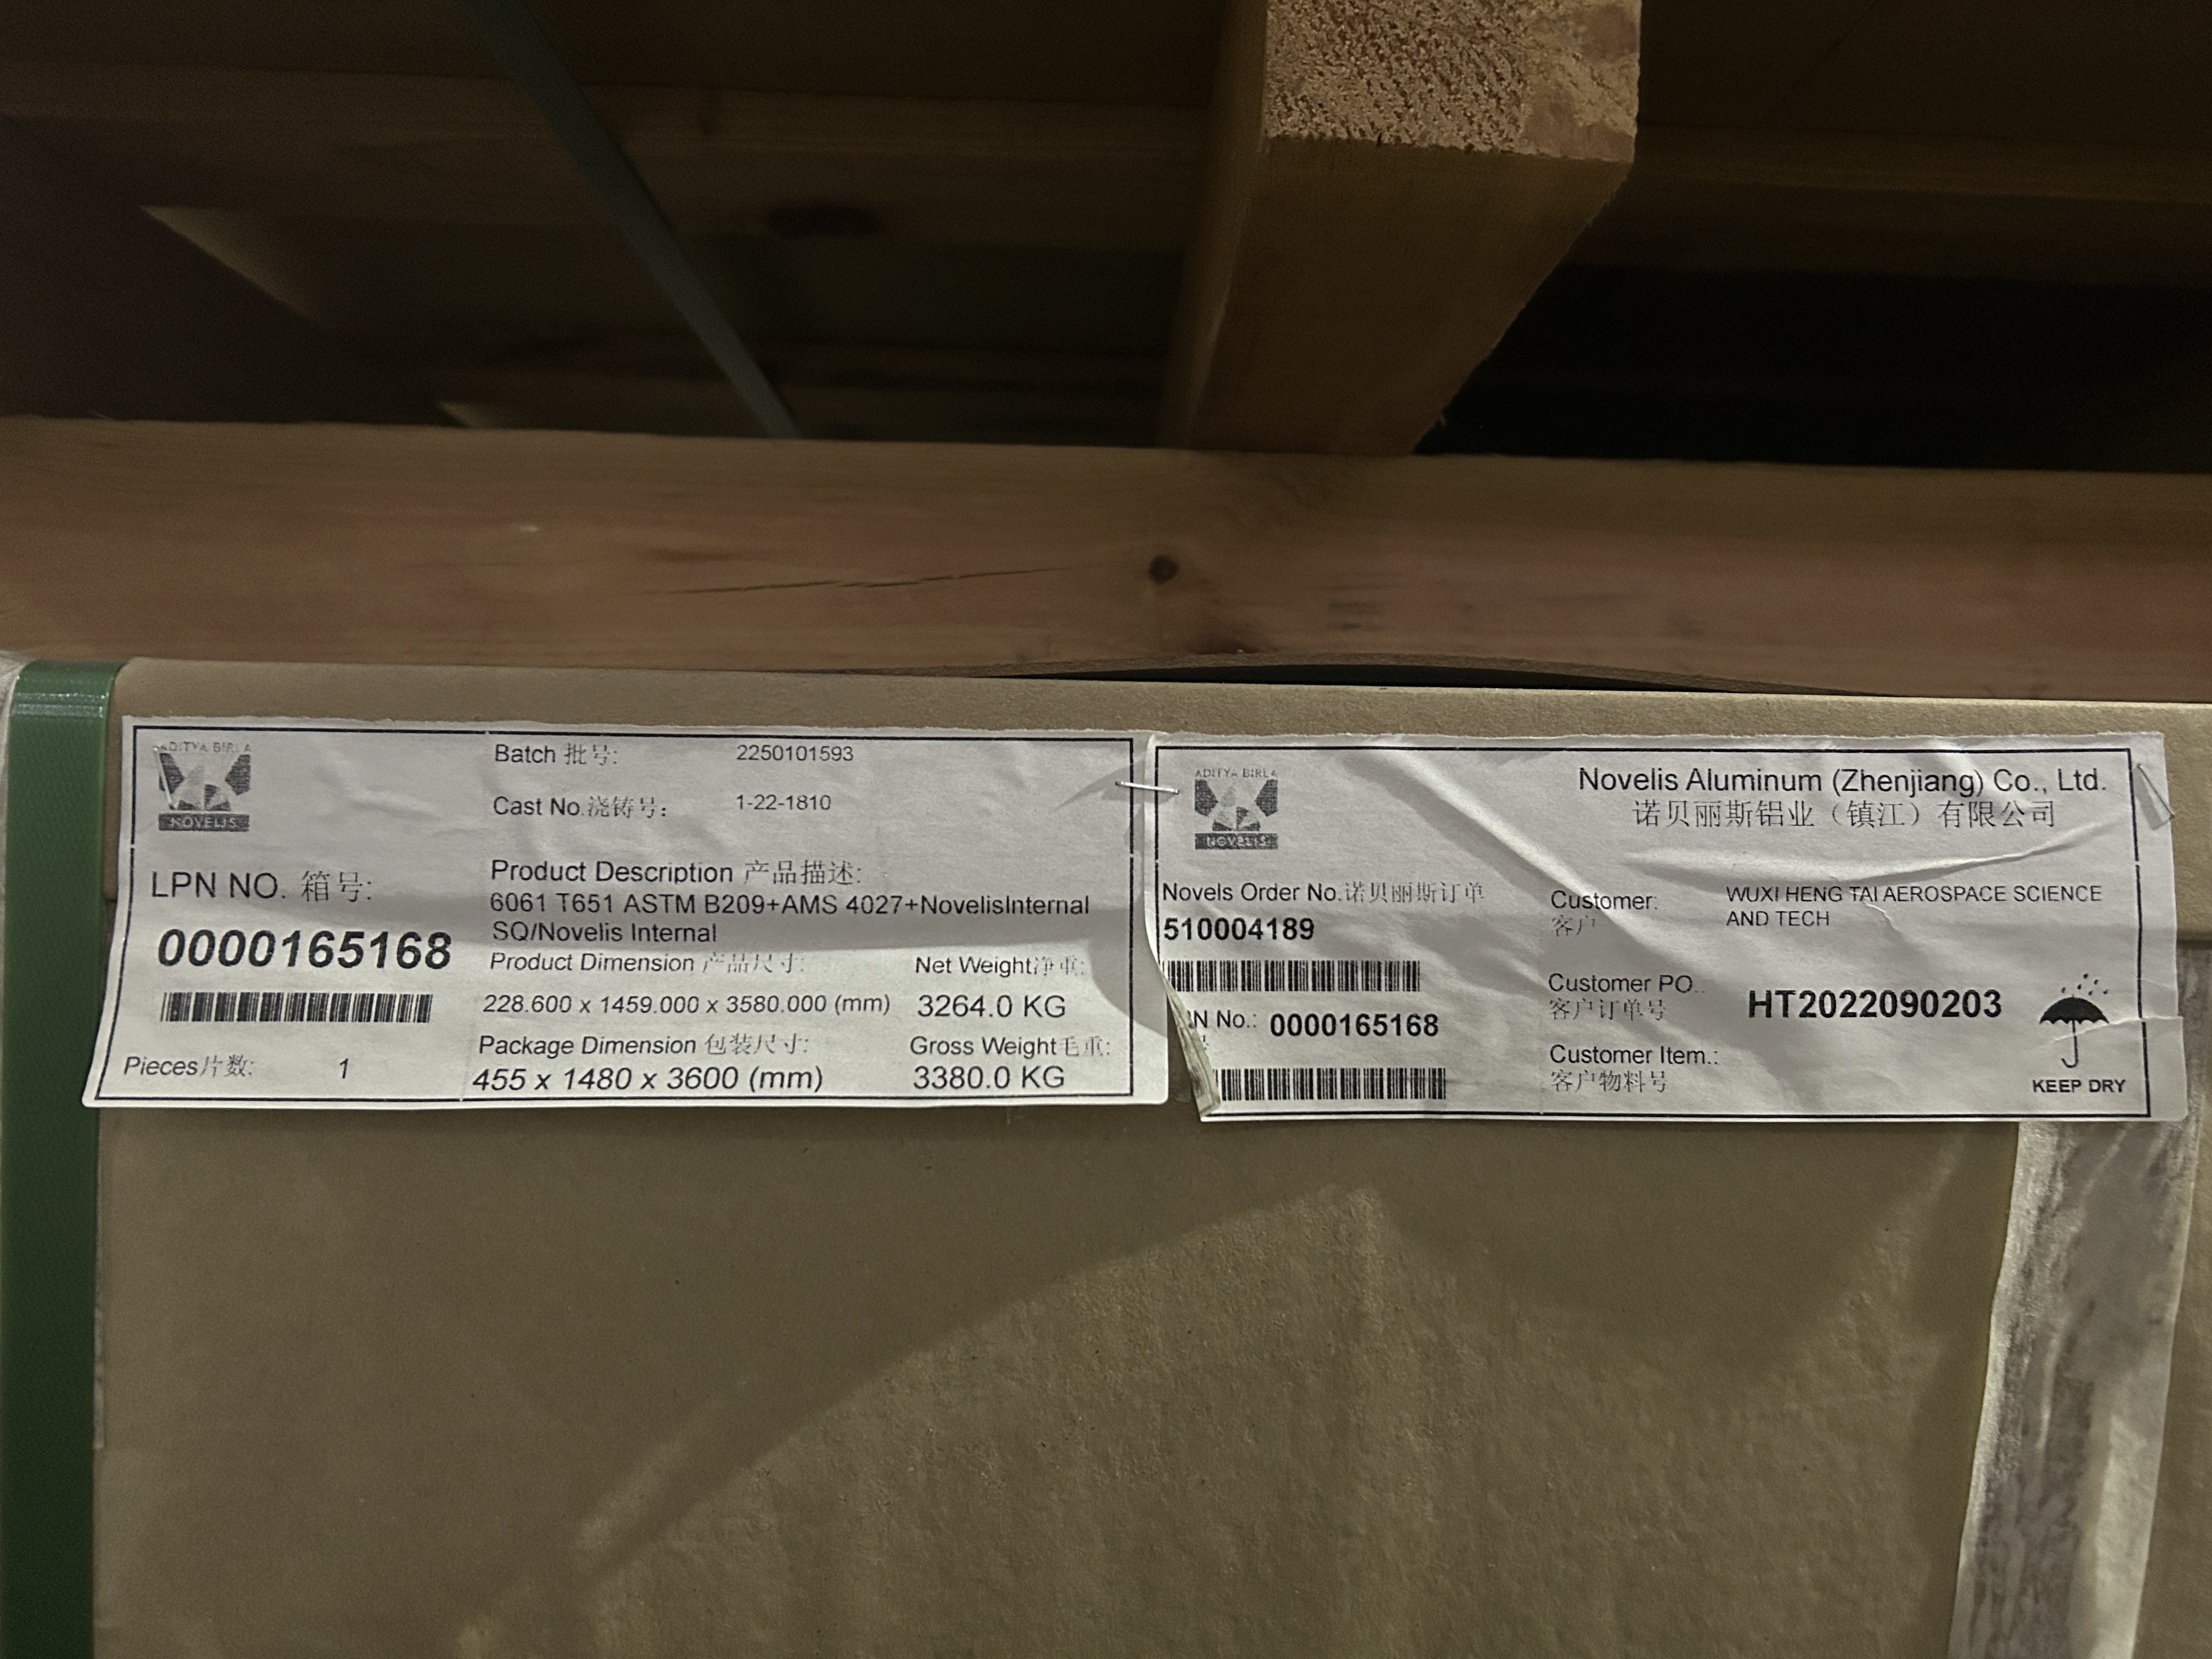 ADITYA BIRLA
NOVELIS
Batch 批号: 2250101593
Cast No.浇铸号: 1-22-1810
LPN NO. 箱号:
0000165168
Pieces片数: 1
Product Description 产品描述:
6061 T651 ASTM B209+AMS 4027+NovelisInternal
SQ/Novelis Internal
Product Dimension 产品尺寸: Net Weight净重:
228.600 x 1459.000 x 3580.000 (mm) 3264.0 KG
Package Dimension 包装尺寸: Gross Weight毛重:
455 x 1480 x 3600 (mm) 3380.0 KG
ADITYA BIRLA
NOVELIS
Novelis Aluminum (Zhenjiang) Co., Ltd.
诺贝丽斯铝业（镇江）有限公司
Novels Order No.诺贝丽斯订单
510004189
No.: 0000165168
号
Customer: WUXI HENG TAI AEROSPACE SCIENCE
客户 AND TECH
Customer PO.
客户订单号 HT2022090203
Customer Item.:
客户物料号
KEEP DRY